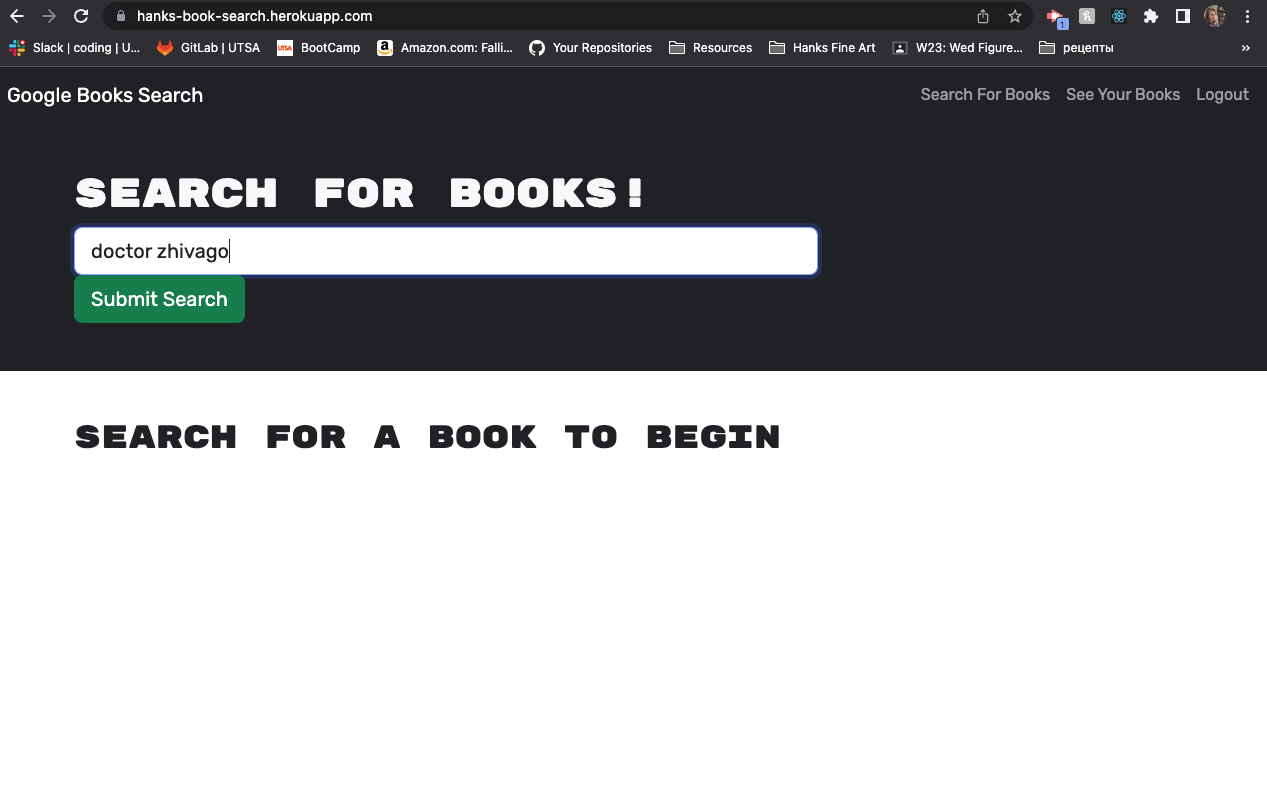 hanks-book-search.herokuapp.com
1
Slack | coding | U... GitLab | UTSA UTSA BootCamp Amazon.com: Falli... Your Repositories Resources Hanks Fine Art W23: Wed Figure... рецепты »
Google Books Search Search For Books See Your Books Logout
SEARCH FOR BOOKS!
doctor zhivago
Submit Search
SEARCH FOR A BOOK TO BEGIN